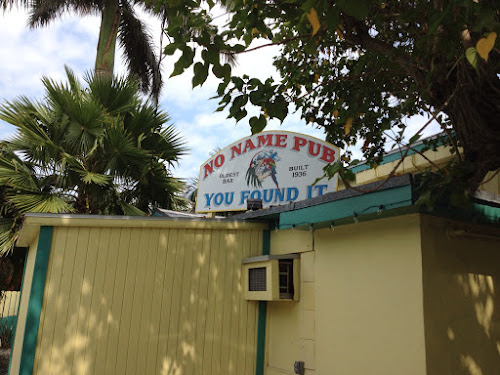 NO NAME PUB
OLDEST BUILT
BAR 1936
YOU FOUND IT